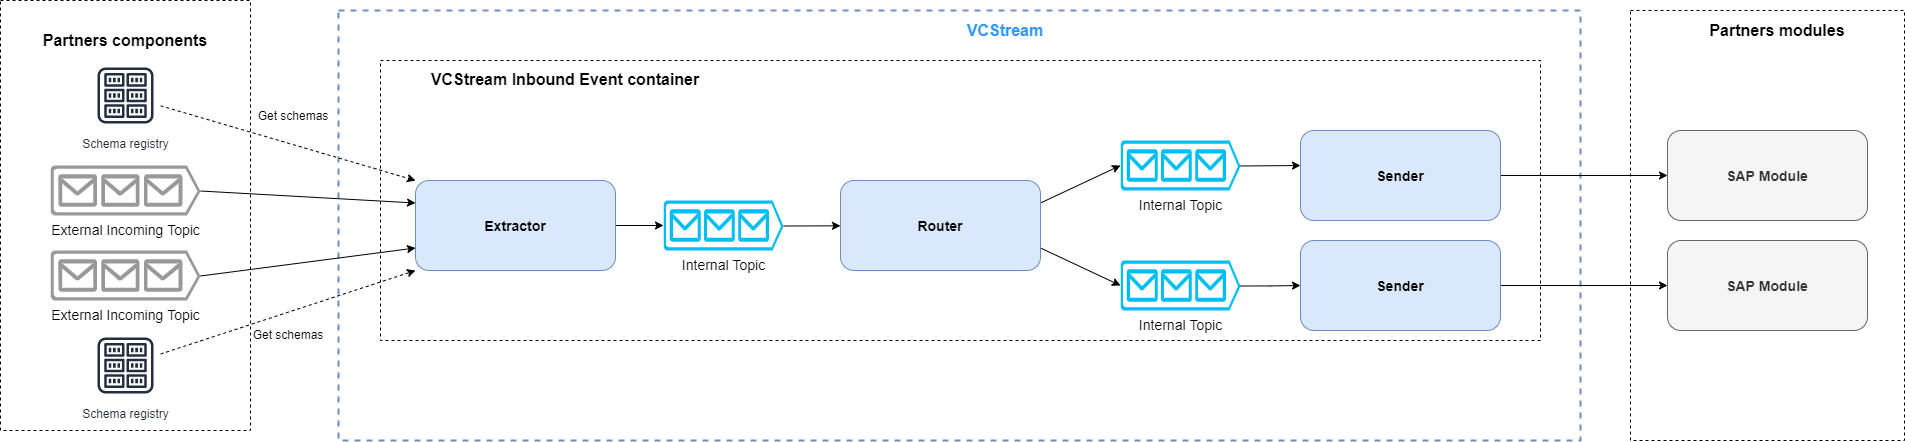 Partners components
Schema registry
External Incoming Topic
External Incoming Topic
Schema registry
Get schemas
Get schemas
VCStream
VCStream Inbound Event container
Extractor
Internal Topic
Router
Internal Topic
Internal Topic
Sender
Sender
Partners modules
SAP Module
SAP Module